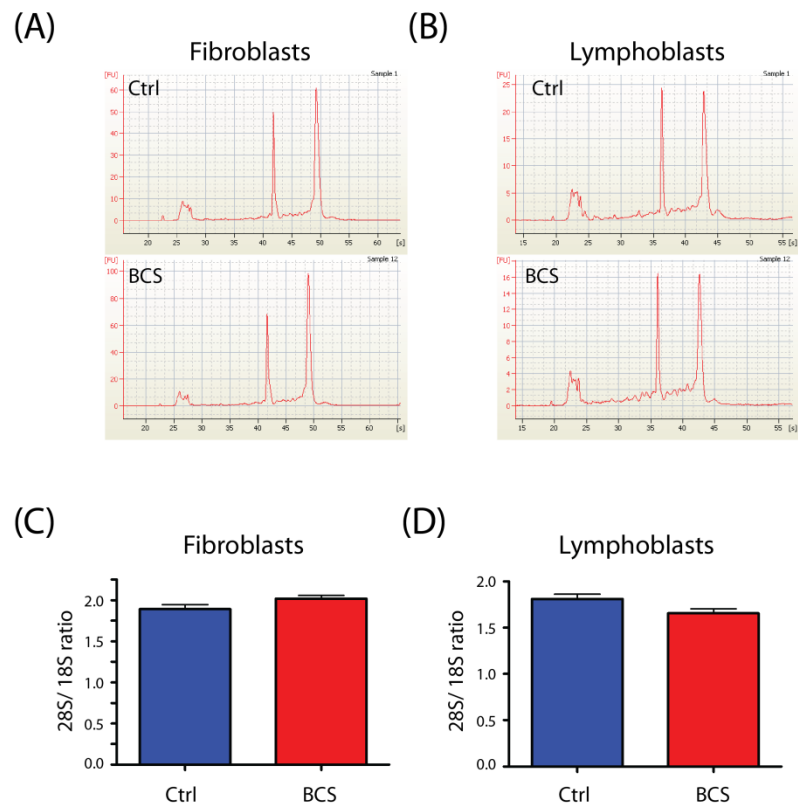 (A)
Fibroblasts
[FU]
Sample 1
Ctrl
60
50
40
30
20
10
0
20 25 30 35 40 45 50 55 60 [s]
[FU]
Sample 12
BCS
100
80
60
40
20
0
20 25 30 35 40 45 50 55 60 65 [s]
(B)
Lymphoblasts
[FU]
Sample 1
Ctrl
25
20
15
10
5
0
15 20 25 30 35 40 45 50 55 [s]
[FU]
Sample 12
BCS
16
14
12
10
8
6
4
2
0
15 20 25 30 35 40 45 50 55 [s]
(C)
Fibroblasts
28S/ 18S ratio
2.0
1.5
1.0
0.5
0.0
Ctrl BCS
(D)
Lymphoblasts
28S/ 18S ratio
2.0
1.5
1.0
0.5
0.0
Ctrl BCS